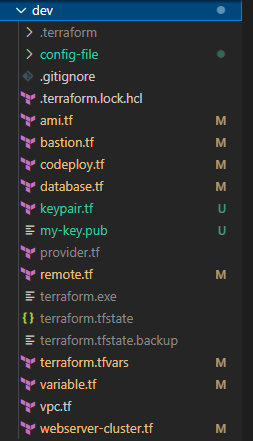 dev
.terraform
config-file
.gitignore
.terraform.lock.hcl
ami.tf M
bastion.tf M
codeploy.tf M
database.tf M
keypair.tf U
my-key.pub U
provider.tf
remote.tf M
terraform.exe
terraform.tfstate
terraform.tfstate.backup
terraform.tfvars M
variable.tf M
vpc.tf
webserver-cluster.tf M